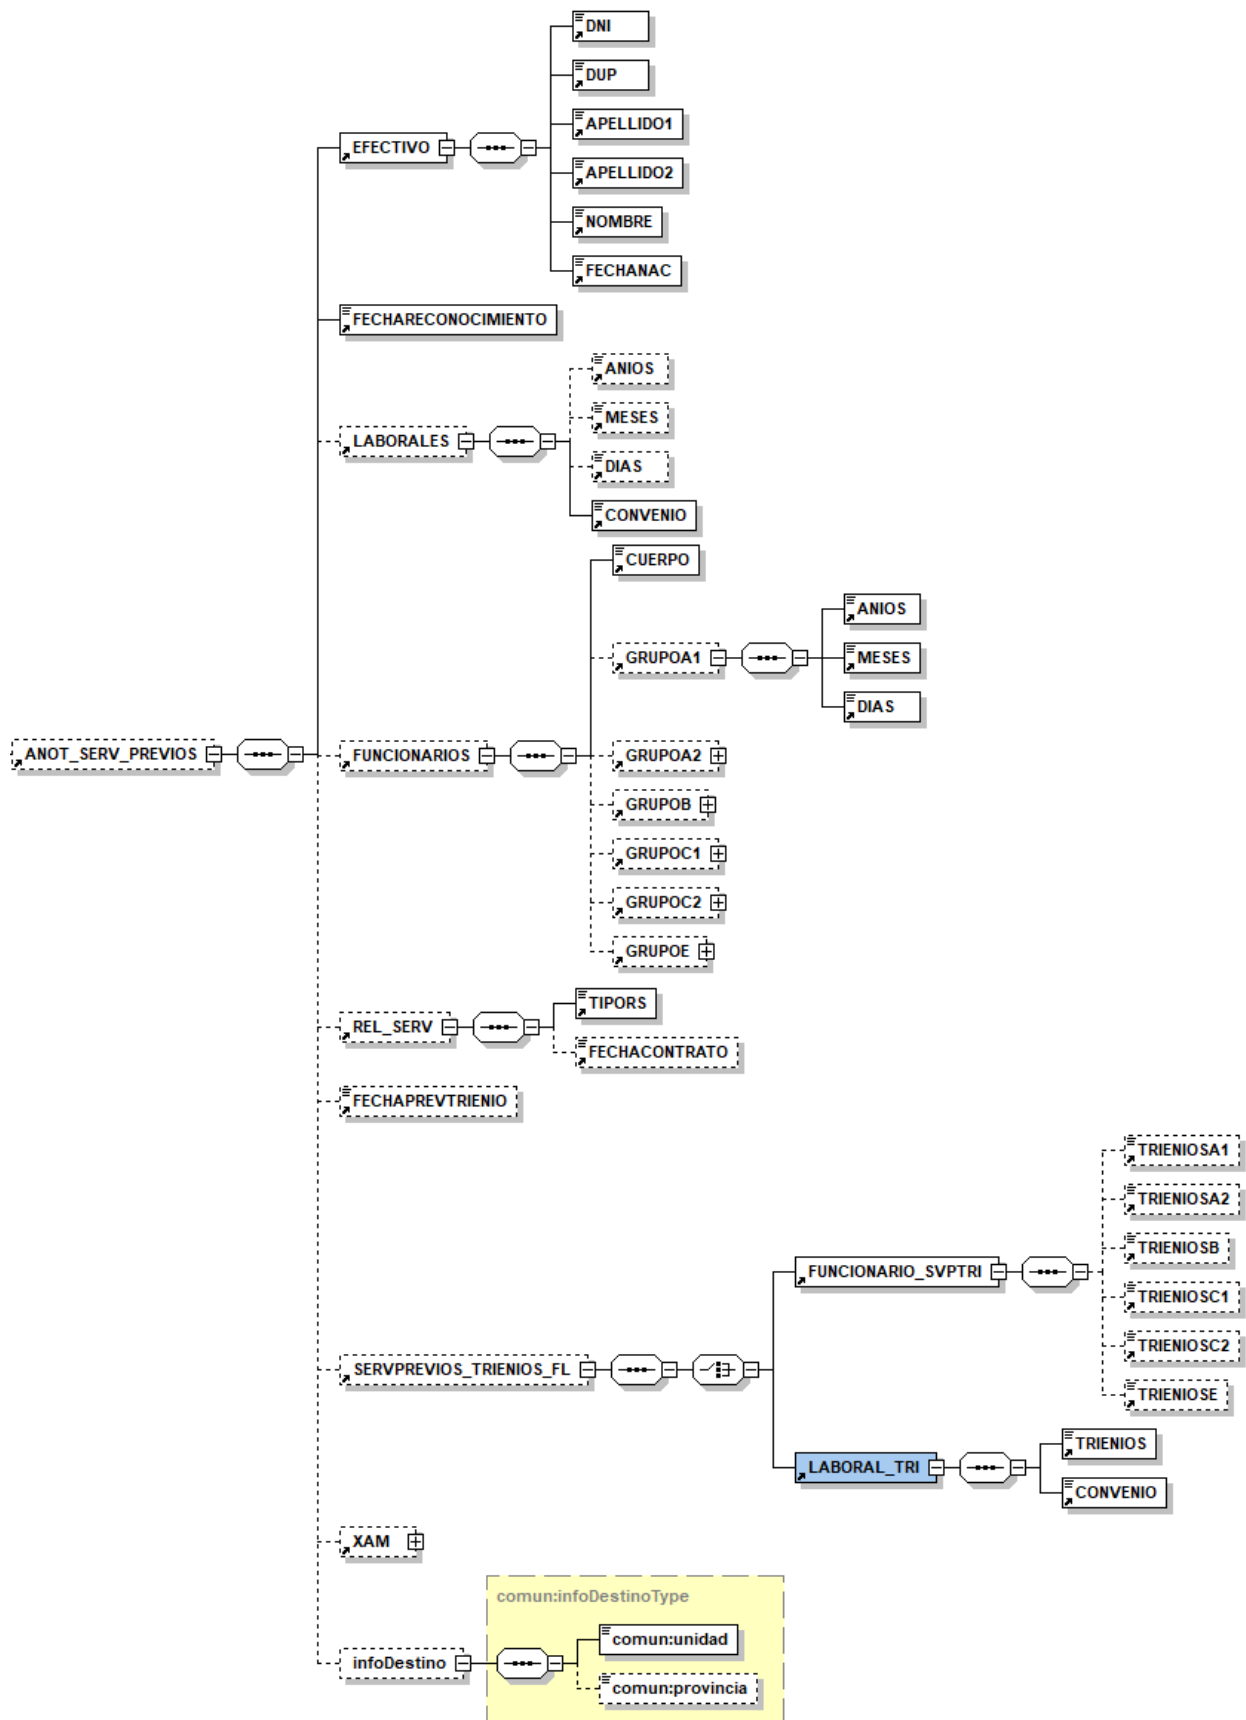 DNI
DUP
APELLIDO1
EFECTIVO
APELLIDO2
NOMBRE
FECHANAC
FECHARECONOCIMIENTO
ANIOS
MESES
LABORALES
DIAS
CONVENIO
CUERPO
ANIOS
GRUPOA1
MESES
DIAS
ANOT_SERV_PREVIOS
FUNCIONARIOS
GRUPOA2
GRUPOB
GRUPOC1
GRUPOC2
GRUPOE
TIPORS
REL_SERV
FECHACONTRATO
FECHAPREVTRIENIO
TRIENIOSA1
TRIENIOSA2
TRIENIOSB
FUNCIONARIO_SVPTRI
TRIENIOSC1
TRIENIOSC2
SERVPREVIOS_TRIENIOS_FL
TRIENIOSE
TRIENIOS
LABORAL_TRI
CONVENIO
XAM
comun:infoDestinoType
comun:unidad
infoDestino
comun:provincia